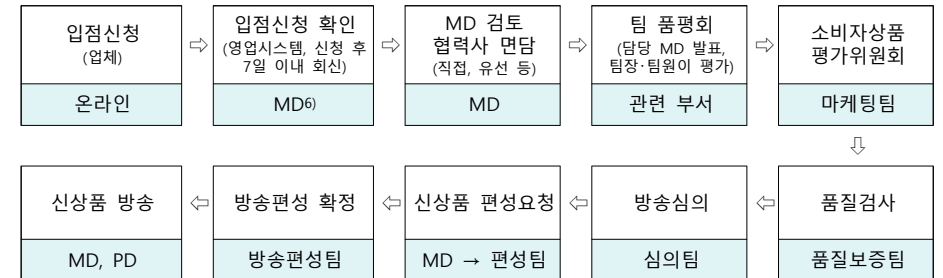 입점신청
(업체)
온라인
⇨
입점신청 확인
(영업시스템, 신청 후
7일 이내 회신)
MD6)
⇨
MD 검토
협력사 면담
(직접, 유선 등)
MD
⇨
팀 품평회
(담당 MD 발표,
팀장·팀원이 평가)
관련 부서
⇨
소비자상품
평가위원회
마케팅팀
⇩
품질검사
품질보증팀
⇦
방송심의
심의팀
⇦
신상품 편성요청
MD → 편성팀
⇦
방송편성 확정
방송편성팀
⇦
신상품 방송
MD, PD